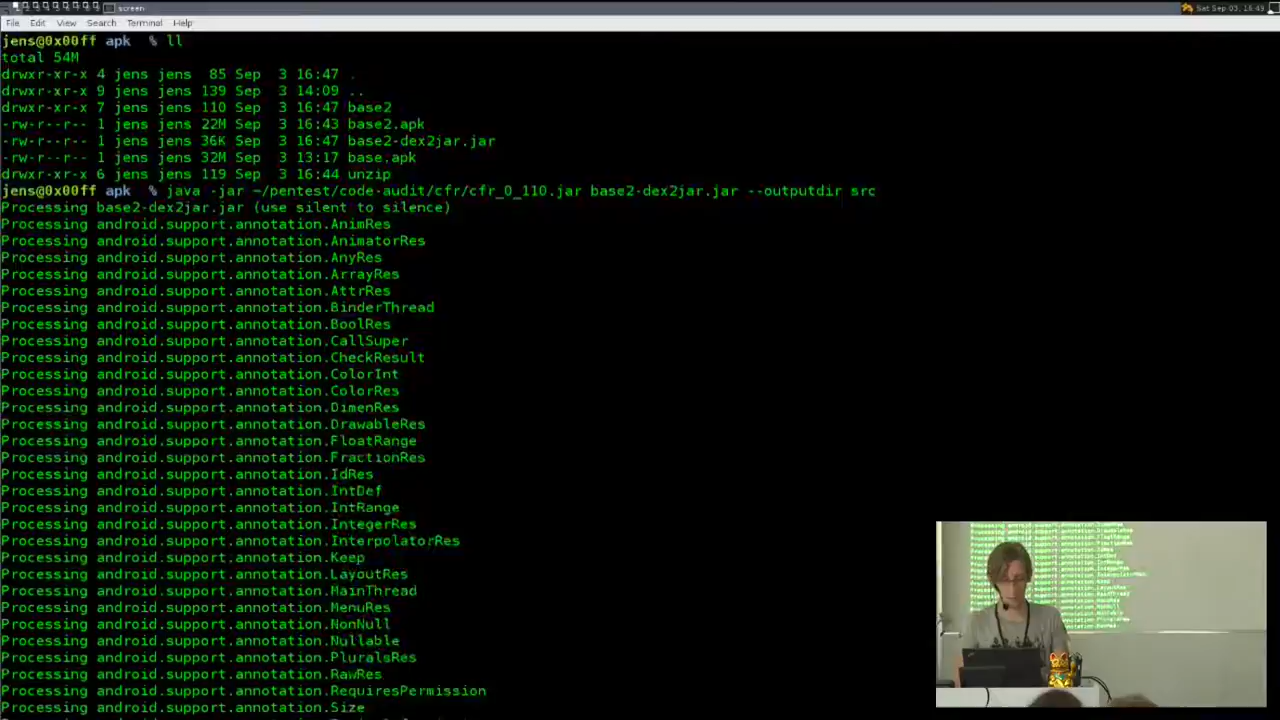 screen
Sat Sep 03, 16:49
File Edit View Search Terminal Help
jens@0x00ff apk % ll
total 54M
drwxr-xr-x 4 jens jens 85 Sep 3 16:47 .
drwxr-xr-x 9 jens jens 139 Sep 3 14:09 ..
drwxr-xr-x 7 jens jens 110 Sep 3 16:47 base2
-rw-r--r-- 1 jens jens 22M Sep 3 16:43 base2.apk
-rw-r--r-- 1 jens jens 36K Sep 3 16:47 base2-dex2jar.jar
-rw-r--r-- 1 jens jens 32M Sep 3 13:17 base.apk
drwxr-xr-x 6 jens jens 119 Sep 3 16:44 unzip
jens@0x00ff apk % java -jar ~/pentest/code-audit/cfr/cfr_0_110.jar base2-dex2jar.jar --outputdir src
Processing base2-dex2jar.jar (use silent to silence)
Processing android.support.annotation.AnimRes
Processing android.support.annotation.AnimatorRes
Processing android.support.annotation.AnyRes
Processing android.support.annotation.ArrayRes
Processing android.support.annotation.AttrRes
Processing android.support.annotation.BinderThread
Processing android.support.annotation.BoolRes
Processing android.support.annotation.CallSuper
Processing android.support.annotation.CheckResult
Processing android.support.annotation.ColorInt
Processing android.support.annotation.ColorRes
Processing android.support.annotation.DimenRes
Processing android.support.annotation.DrawableRes
Processing android.support.annotation.FloatRange
Processing android.support.annotation.FractionRes
Processing android.support.annotation.IdRes
Processing android.support.annotation.IntDef
Processing android.support.annotation.IntRange
Processing android.support.annotation.IntegerRes
Processing android.support.annotation.InterpolatorRes
Processing android.support.annotation.Keep
Processing android.support.annotation.LayoutRes
Processing android.support.annotation.MainThread
Processing android.support.annotation.MenuRes
Processing android.support.annotation.NonNull
Processing android.support.annotation.Nullable
Processing android.support.annotation.PluralsRes
Processing android.support.annotation.RawRes
Processing android.support.annotation.RequiresPermission
Processing android.support.annotation.Size